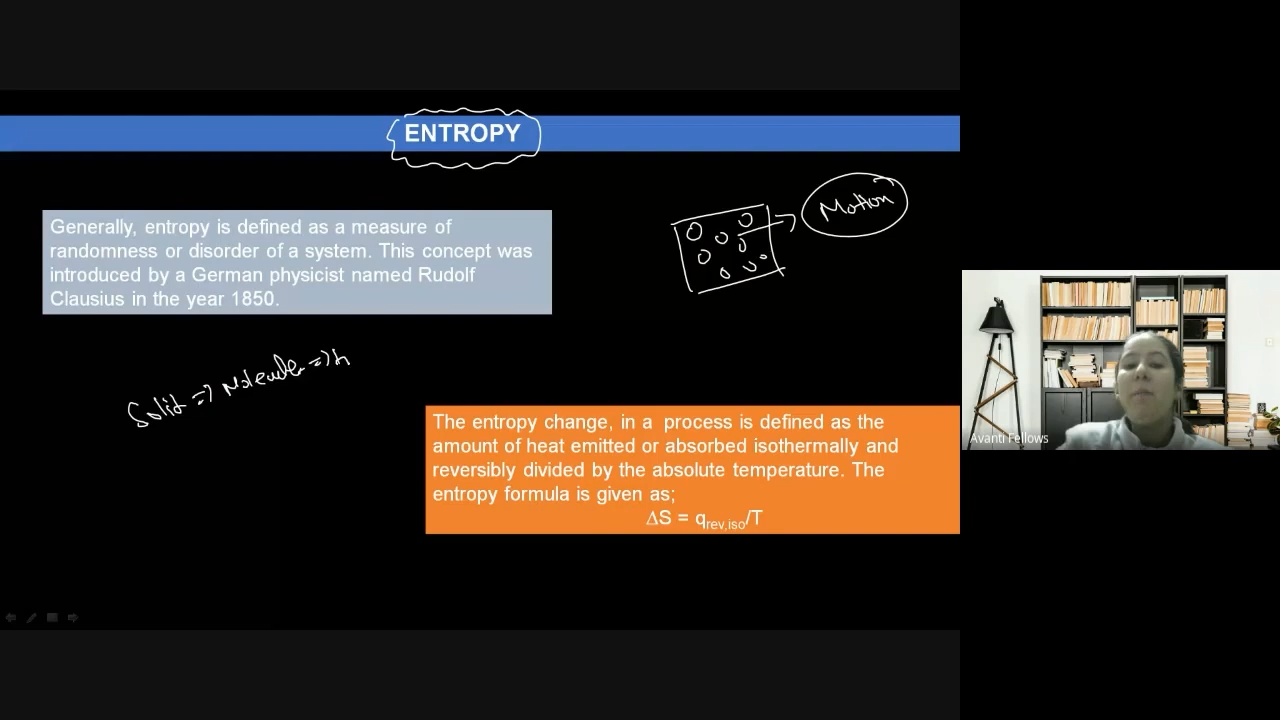 ENTROPY
Generally, entropy is defined as a measure of
randomness or disorder of a system. This concept was
introduced by a German physicist named Rudolf
Clausius in the year 1850.
Motion
Solid => Molecules => h
The entropy change, in a process is defined as the
amount of heat emitted or absorbed isothermally and
reversibly divided by the absolute temperature. The
entropy formula is given as;
ΔS = qrev,iso/T
Avanti Fellows